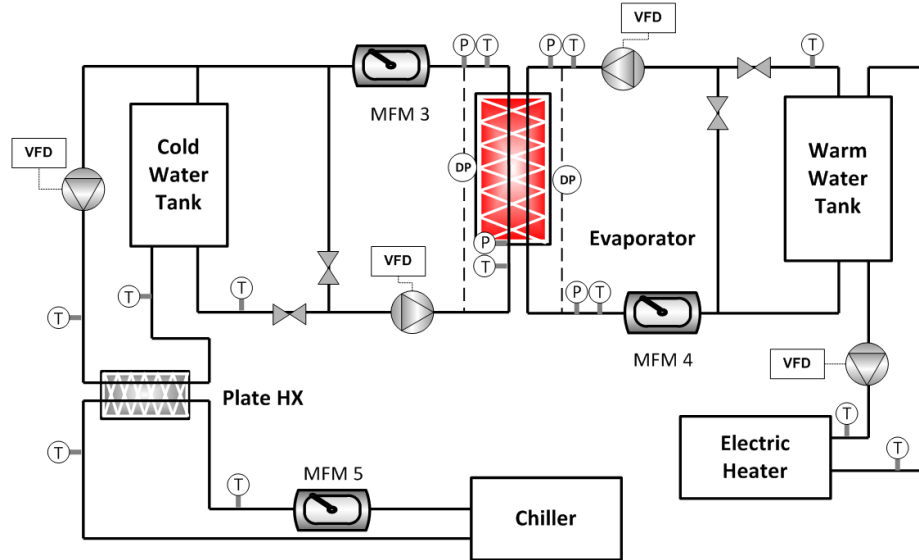 VFD
P
T
P
T
VFD
T
MFM 3
Cold
Water
Tank
VFD
DP
DP
Warm
Water
Tank
P
T
Evaporator
VFD
T
T
T
P
T
MFM 4
VFD
Plate HX
T
T
T
Electric
Heater
T
MFM 5
Chiller